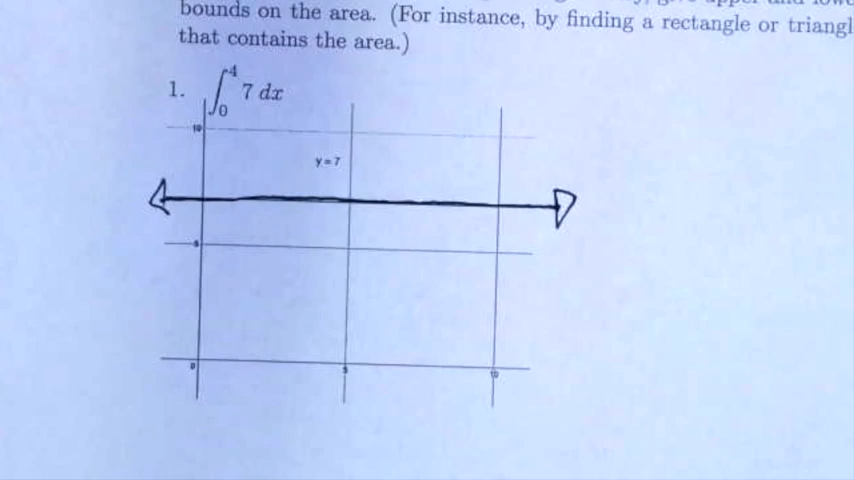 bounds on the area. (For instance, by finding a rectangle or triangl
that contains the area.)
1. ∫₀⁴ 7 dx
10
y = 7
5
0
5
10